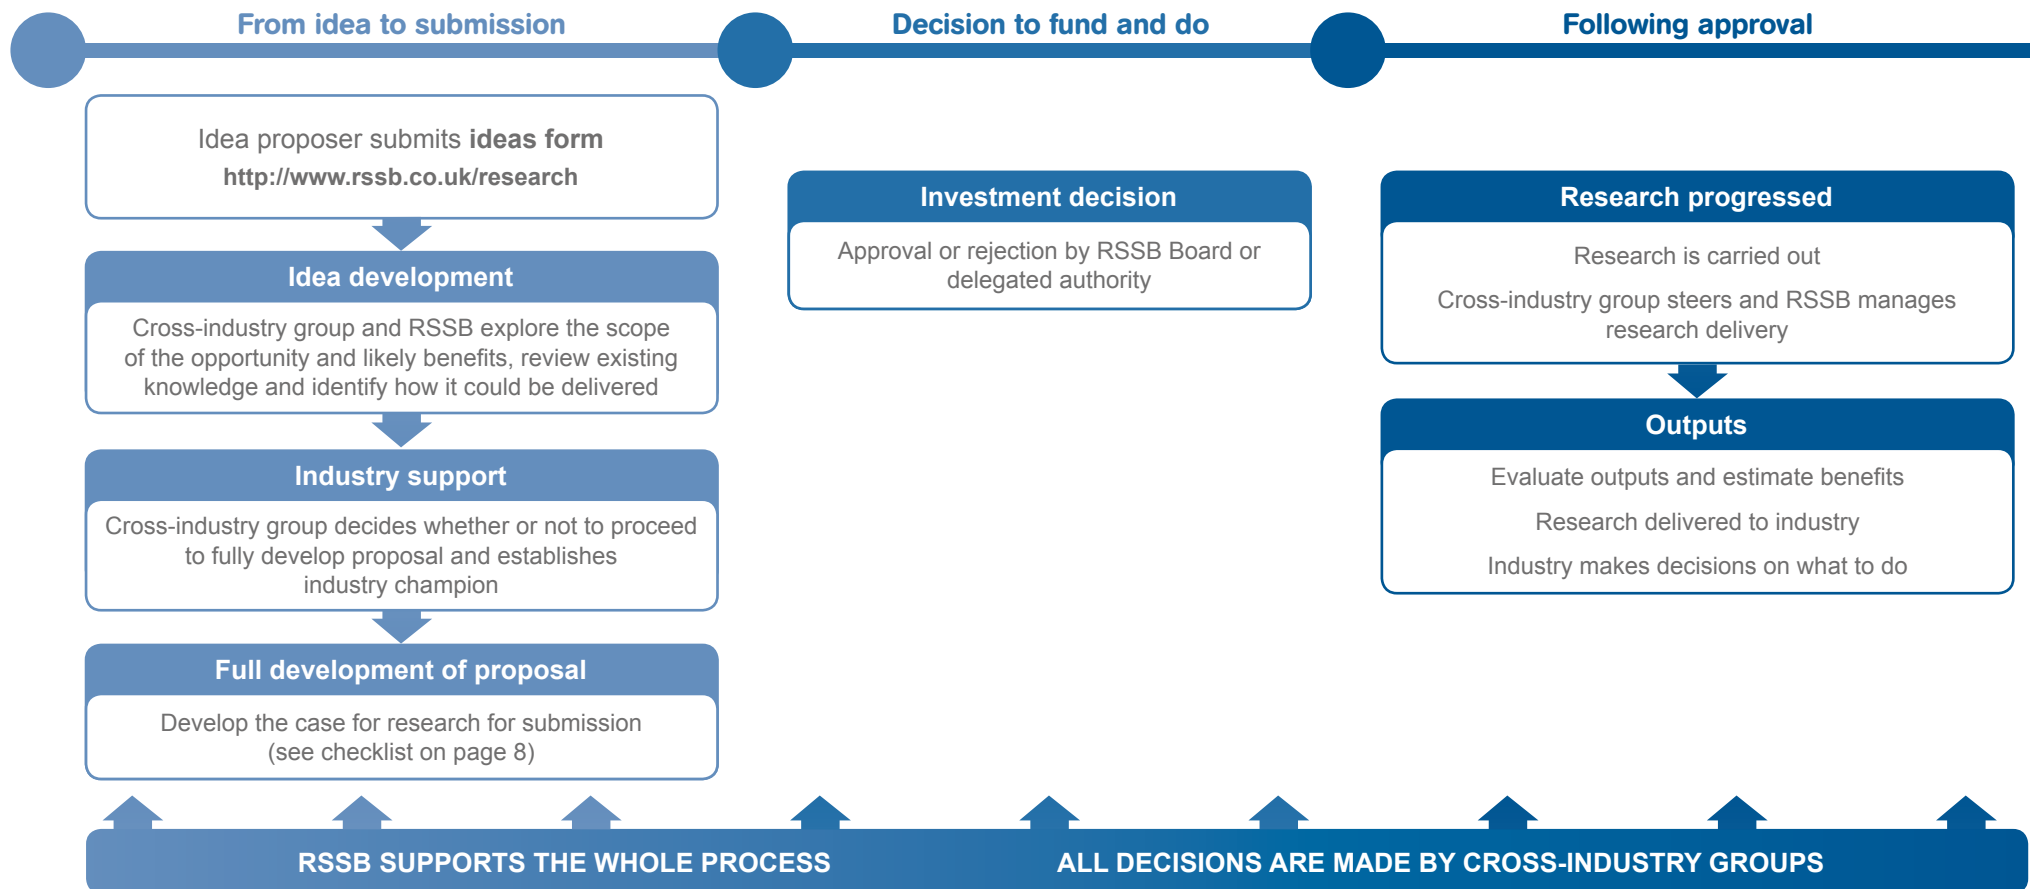 From idea to submission
Idea proposer submits ideas form
http://www.rssb.co.uk/research
Idea development
Cross-industry group and RSSB explore the scope
of the opportunity and likely benefits, review existing
knowledge and identify how it could be delivered
Industry support
Cross-industry group decides whether or not to proceed
to fully develop proposal and establishes
industry champion
Full development of proposal
Develop the case for research for submission
(see checklist on page 8)
Decision to fund and do
Investment decision
Approval or rejection by RSSB Board or
delegated authority
Following approval
Research progressed
Research is carried out
Cross-industry group steers and RSSB manages
research delivery
Outputs
Evaluate outputs and estimate benefits
Research delivered to industry
Industry makes decisions on what to do
RSSB SUPPORTS THE WHOLE PROCESS
ALL DECISIONS ARE MADE BY CROSS-INDUSTRY GROUPS